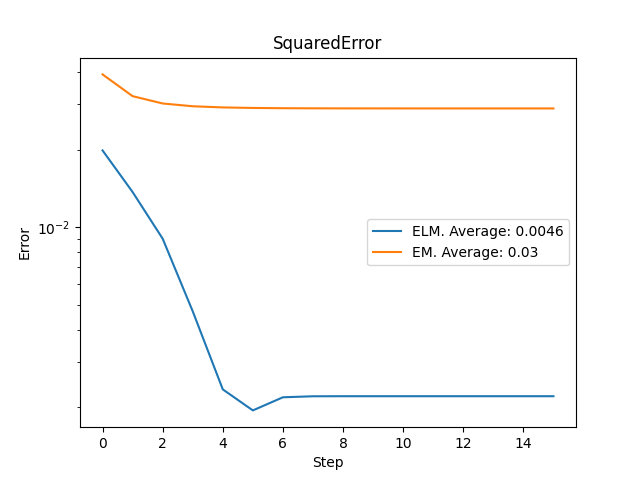 SquaredError
Error
10⁻²
ELM. Average: 0.0046
EM. Average: 0.03
0 2 4 6 8 10 12 14
Step